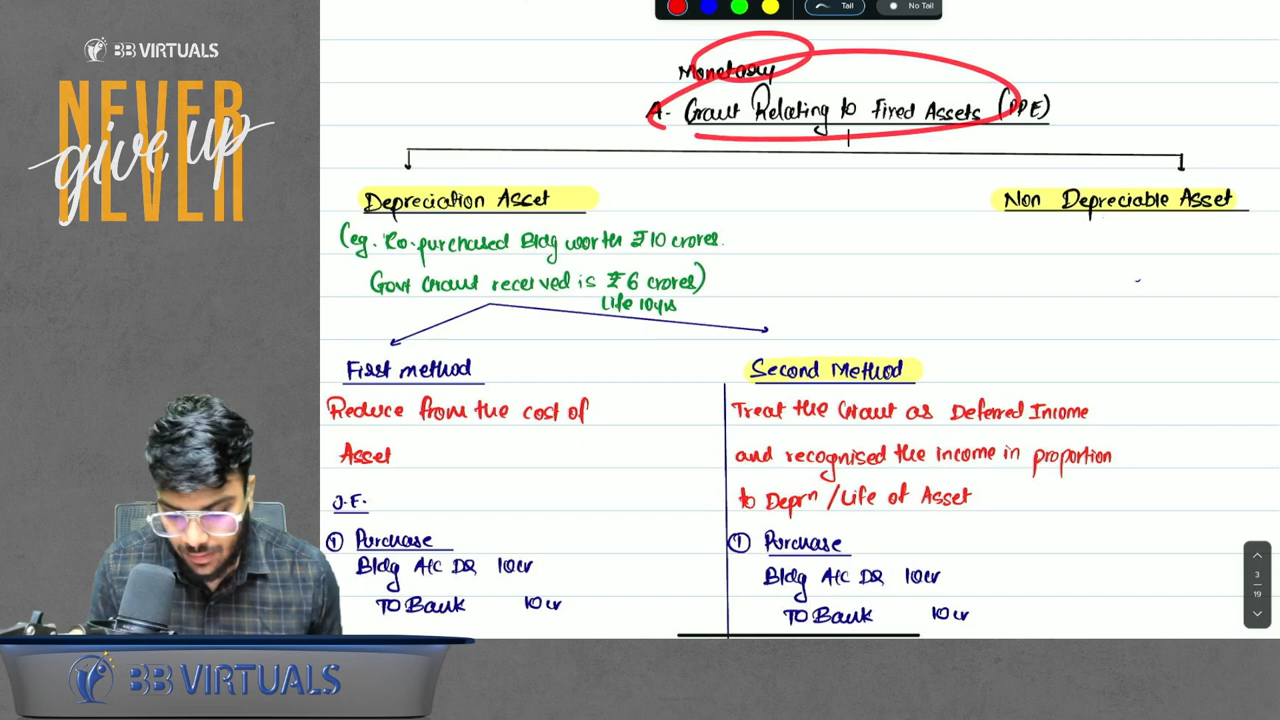 Tail
No Tail
BB VIRTUALS
NEVER
give up
NEVER
Monetary
A- Grant Relating to Fixed Assets (PPE)
Depreciation Asset
Non Depreciable Asset
(eg. Co. purchased Bldg worth ₹10 crores.
Govt Grant received is ₹6 crores)
Life 10yrs
First method
Second Method
Reduce from the cost of
Asset
Treat the Grant as Deferred Income
and recognised the income in proportion
to Deprn/Life of Asset
J.E.
① Purchase
Bldg A/C DR 10cr
TO Bank 10cr
① Purchase
Bldg A/C DR 10cr
TO Bank 10cr
3
19
BB VIRTUALS